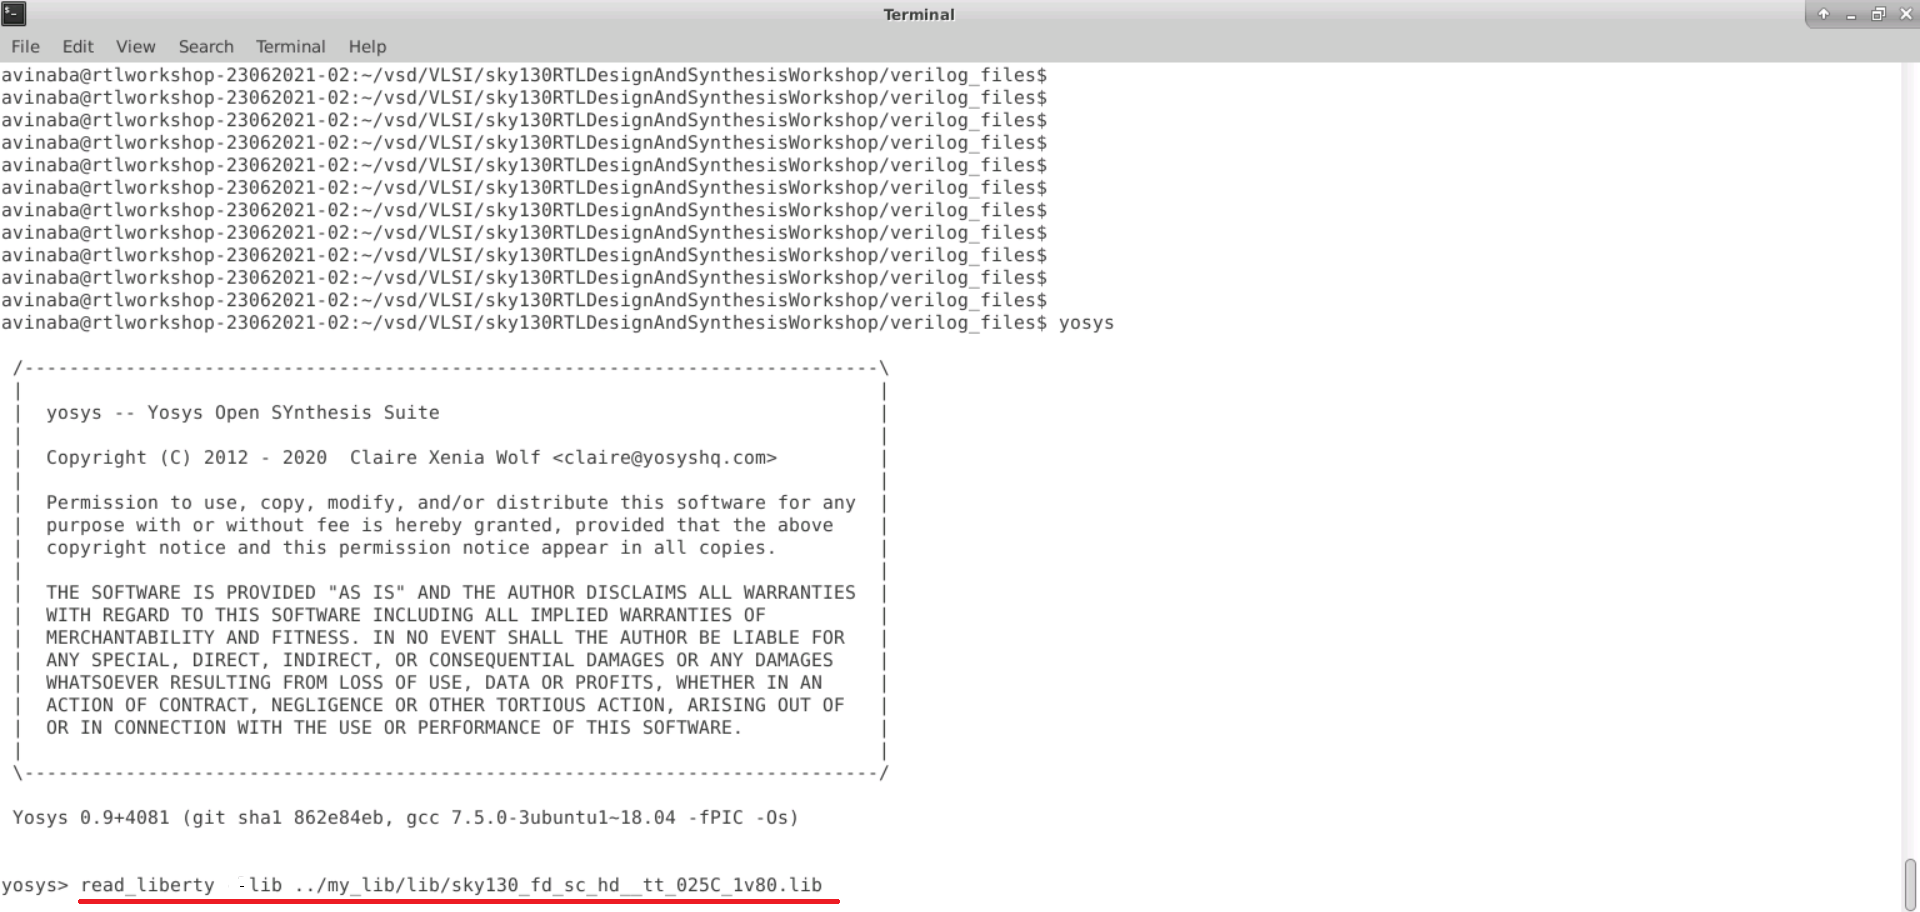 Terminal
File Edit View Search Terminal Help
avinaba@rtlworkshop-23062021-02:~/vsd/VLSI/sky130RTLDesignAndSynthesisWorkshop/verilog_files$
avinaba@rtlworkshop-23062021-02:~/vsd/VLSI/sky130RTLDesignAndSynthesisWorkshop/verilog_files$
avinaba@rtlworkshop-23062021-02:~/vsd/VLSI/sky130RTLDesignAndSynthesisWorkshop/verilog_files$
avinaba@rtlworkshop-23062021-02:~/vsd/VLSI/sky130RTLDesignAndSynthesisWorkshop/verilog_files$
avinaba@rtlworkshop-23062021-02:~/vsd/VLSI/sky130RTLDesignAndSynthesisWorkshop/verilog_files$
avinaba@rtlworkshop-23062021-02:~/vsd/VLSI/sky130RTLDesignAndSynthesisWorkshop/verilog_files$
avinaba@rtlworkshop-23062021-02:~/vsd/VLSI/sky130RTLDesignAndSynthesisWorkshop/verilog_files$
avinaba@rtlworkshop-23062021-02:~/vsd/VLSI/sky130RTLDesignAndSynthesisWorkshop/verilog_files$
avinaba@rtlworkshop-23062021-02:~/vsd/VLSI/sky130RTLDesignAndSynthesisWorkshop/verilog_files$
avinaba@rtlworkshop-23062021-02:~/vsd/VLSI/sky130RTLDesignAndSynthesisWorkshop/verilog_files$
avinaba@rtlworkshop-23062021-02:~/vsd/VLSI/sky130RTLDesignAndSynthesisWorkshop/verilog_files$
avinaba@rtlworkshop-23062021-02:~/vsd/VLSI/sky130RTLDesignAndSynthesisWorkshop/verilog_files$ yosys
/----------------------------------------------------------------------------\
|                                                                            |
|  yosys -- Yosys Open SYnthesis Suite                                       |
|                                                                            |
|  Copyright (C) 2012 - 2020  Claire Xenia Wolf <claire@yosyshq.com>         |
|                                                                            |
|  Permission to use, copy, modify, and/or distribute this software for any  |
|  purpose with or without fee is hereby granted, provided that the above    |
|  copyright notice and this permission notice appear in all copies.         |
|                                                                            |
|  THE SOFTWARE IS PROVIDED "AS IS" AND THE AUTHOR DISCLAIMS ALL WARRANTIES  |
|  WITH REGARD TO THIS SOFTWARE INCLUDING ALL IMPLIED WARRANTIES OF          |
|  MERCHANTABILITY AND FITNESS. IN NO EVENT SHALL THE AUTHOR BE LIABLE FOR   |
|  ANY SPECIAL, DIRECT, INDIRECT, OR CONSEQUENTIAL DAMAGES OR ANY DAMAGES    |
|  WHATSOEVER RESULTING FROM LOSS OF USE, DATA OR PROFITS, WHETHER IN AN     |
|  ACTION OF CONTRACT, NEGLIGENCE OR OTHER TORTIOUS ACTION, ARISING OUT OF   |
|  OR IN CONNECTION WITH THE USE OR PERFORMANCE OF THIS SOFTWARE.            |
|                                                                            |
\----------------------------------------------------------------------------/
Yosys 0.9+4081 (git sha1 862e84eb, gcc 7.5.0-3ubuntu1~18.04 -fPIC -Os)
yosys> read_liberty -lib ../my_lib/lib/sky130_fd_sc_hd__tt_025C_1v80.lib